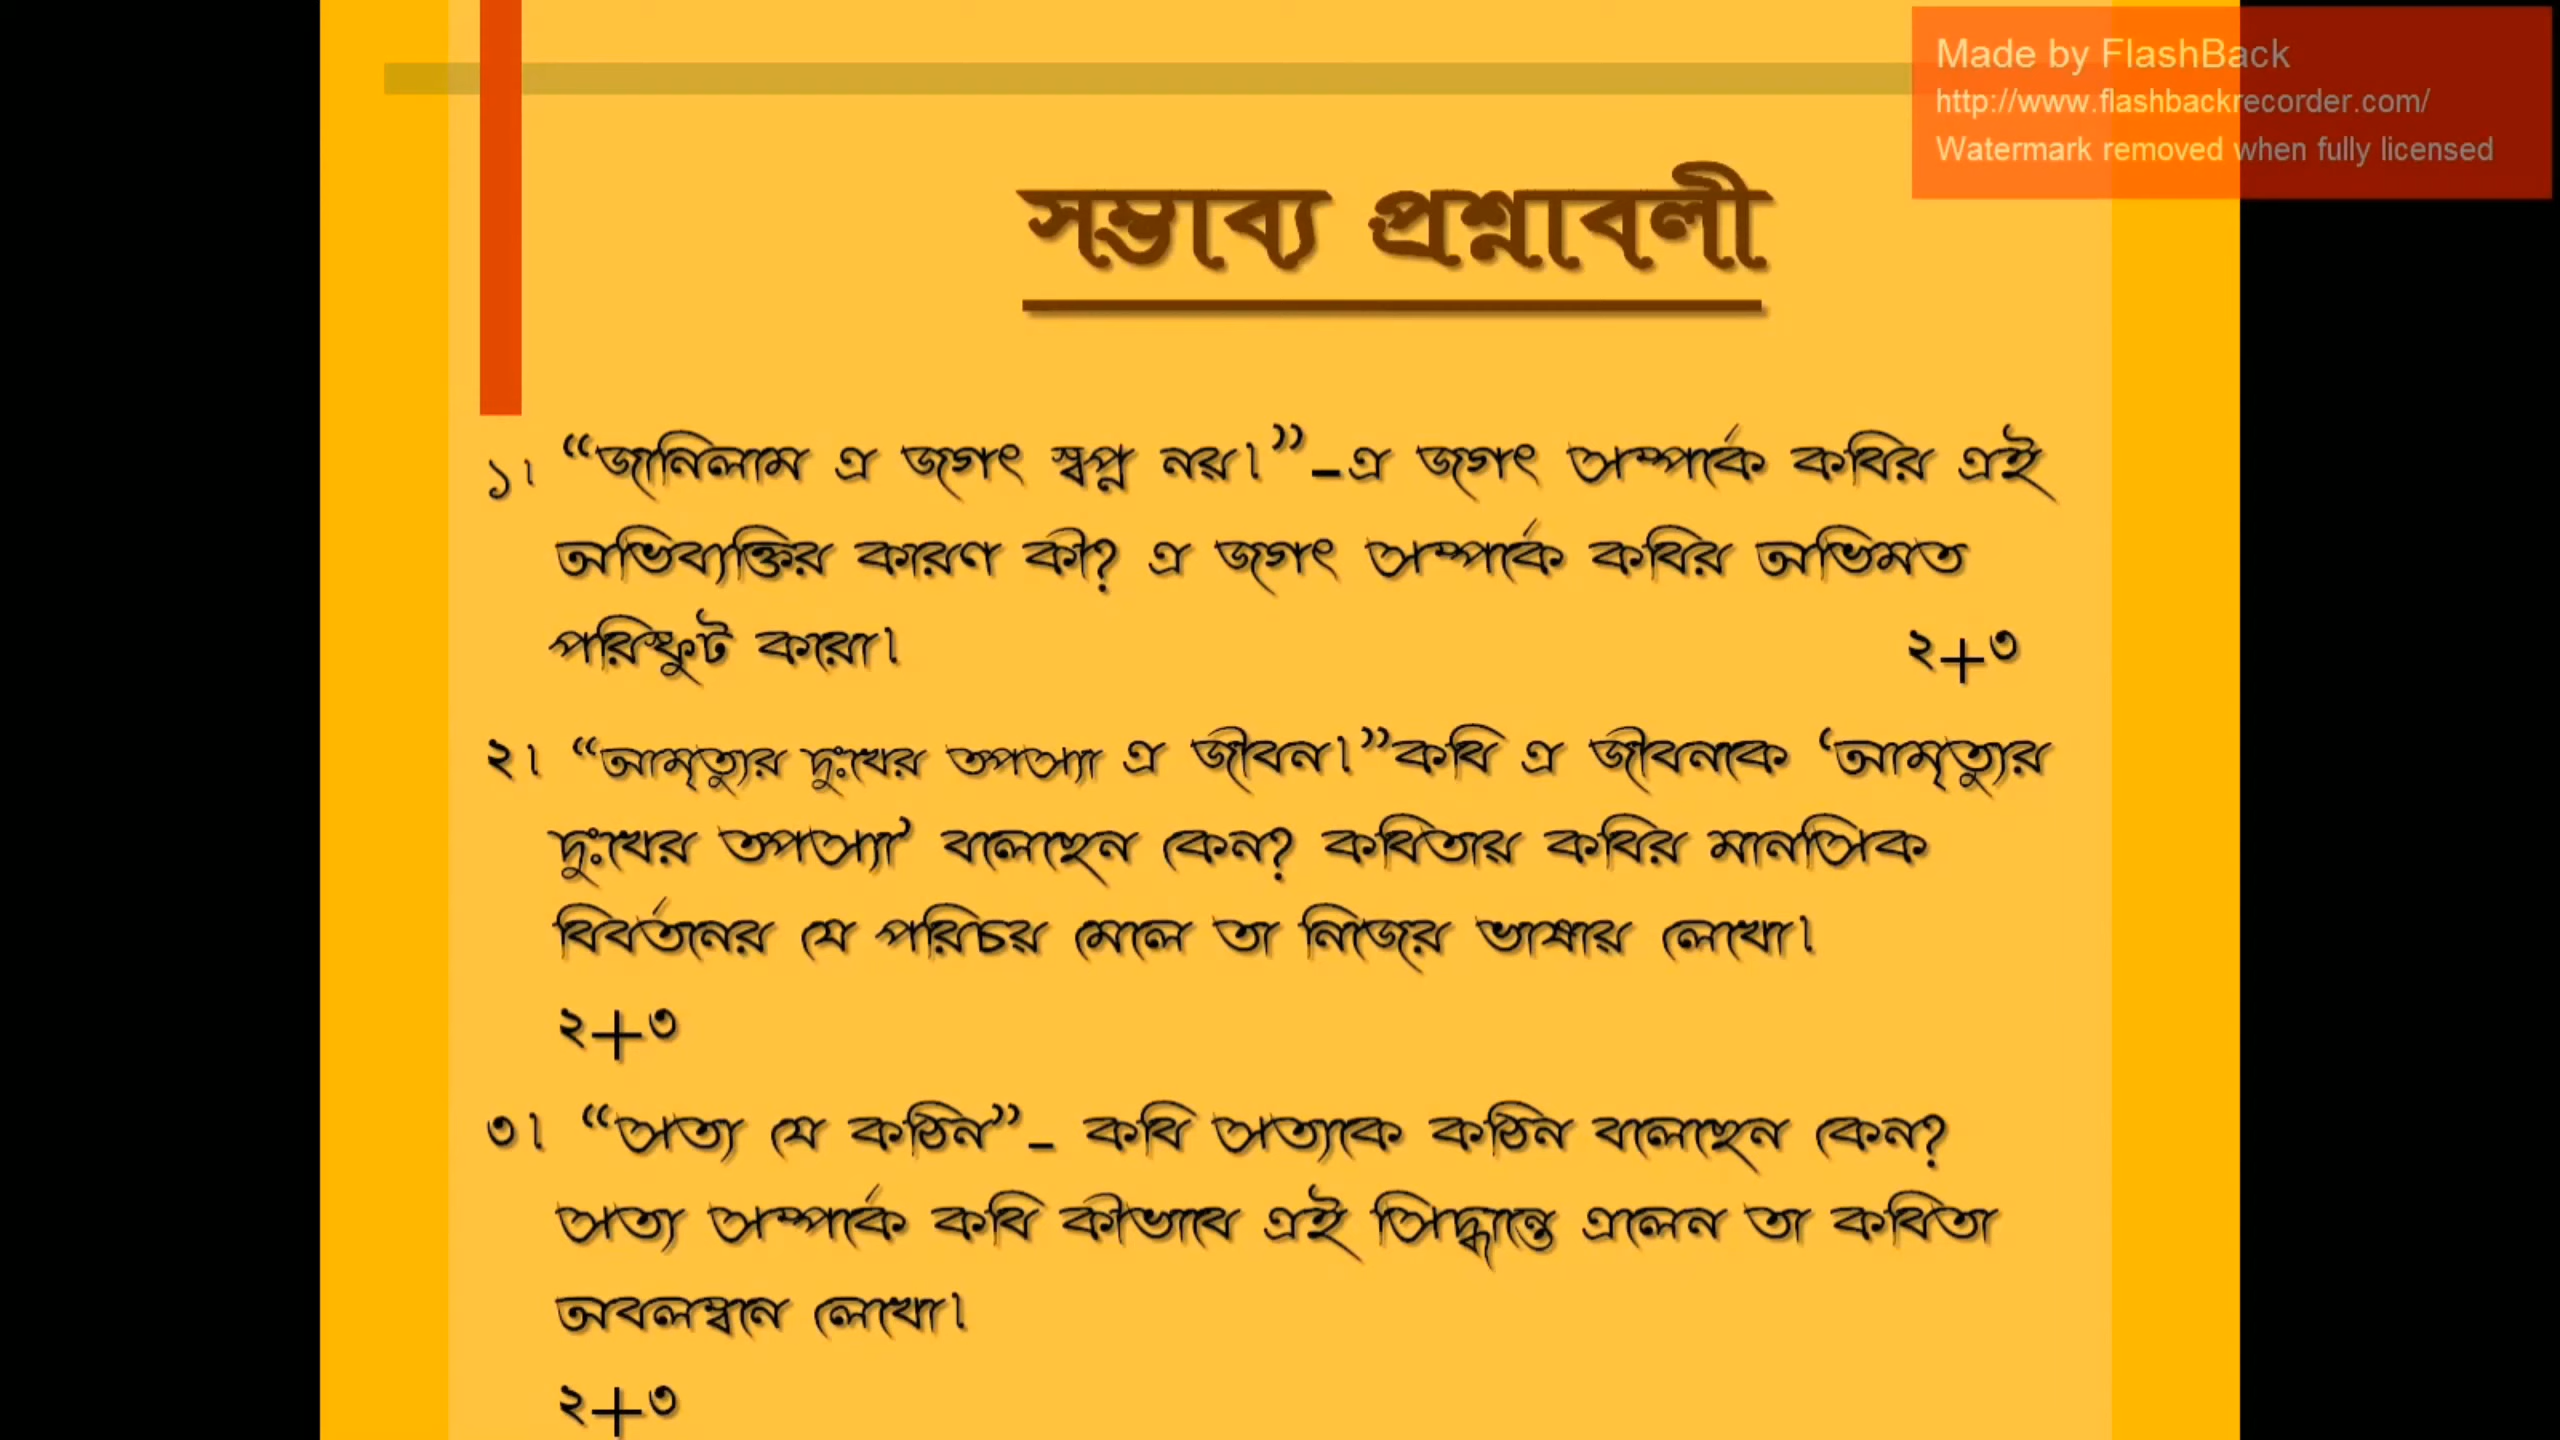 Made by FlashBack
http://www.flashbackrecorder.com/
Watermark removed when fully licensed
সম্ভাব্য প্রশ্নাবলী
১। “জানিলাম এ জগৎ স্বপ্ন নয়।”–এ জগৎ সম্পর্কে কবির এই
অভিব্যক্তির কারণ কী? এ জগৎ সম্পর্কে কবির অভিমত
পরিস্ফুট করো। ২+৩
২। “আমৃত্যুর দুঃখের তপস্যা এ জীবন।”কবি এ জীবনকে ‘আমৃত্যুর
দুঃখের তপস্যা’ বলেছেন কেন? কবিতায় কবির মানসিক
বিবর্তনের যে পরিচয় মেলে তা নিজের ভাষায় লেখো।
২+৩
৩। “সত্য যে কঠিন”– কবি সত্যকে কঠিন বলেছেন কেন?
সত্য সম্পর্কে কবি কীভাবে এই সিদ্ধান্তে এলেন তা কবিতা
অবলম্বনে লেখো।
২+৩